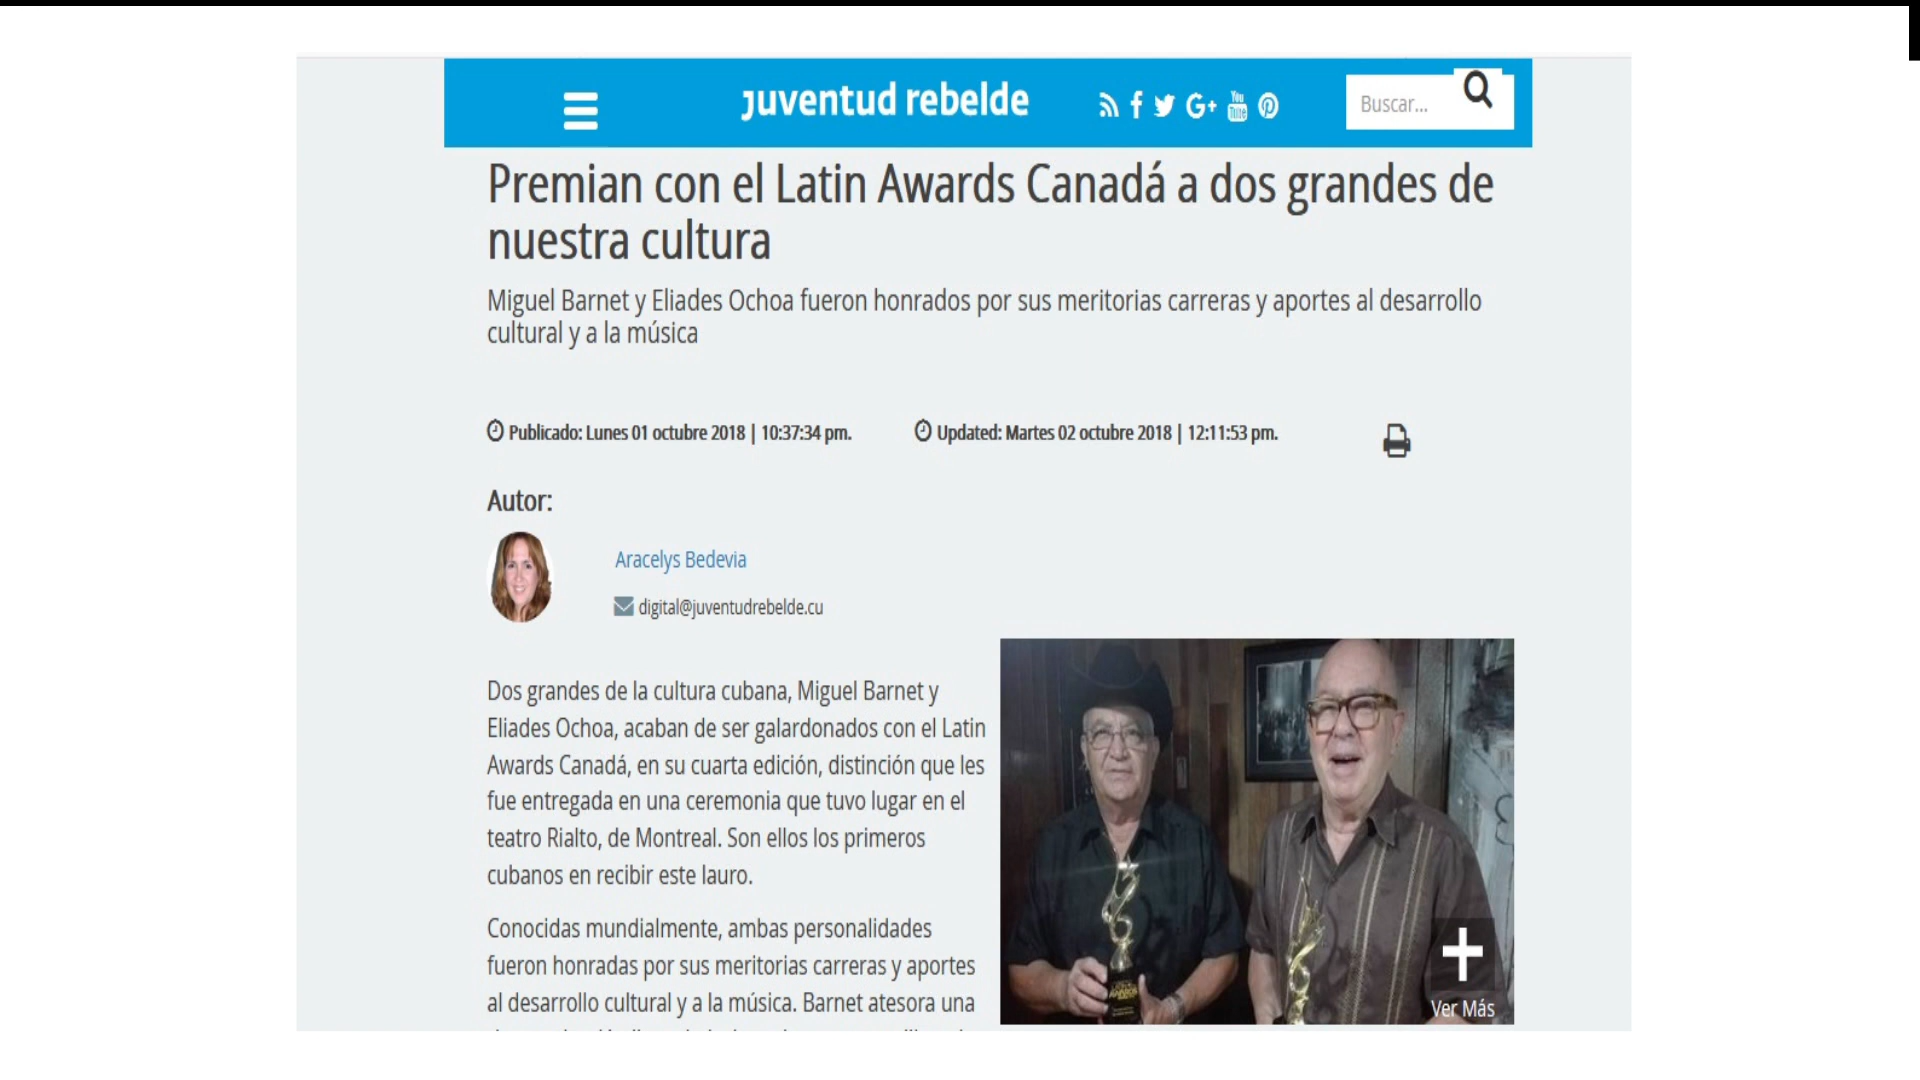 juventud rebelde
You
Tube
Buscar...
Premian con el Latin Awards Canadá a dos grandes de
nuestra cultura
Miguel Barnet y Eliades Ochoa fueron honrados por sus meritorias carreras y aportes al desarrollo
cultural y a la música
Publicado: Lunes 01 octubre 2018 | 10:37:34 pm.
Updated: Martes 02 octubre 2018 | 12:11:53 pm.
Autor:
Aracelys Bedevia
digital@juventudrebelde.cu
Dos grandes de la cultura cubana, Miguel Barnet y
Eliades Ochoa, acaban de ser galardonados con el Latin
Awards Canadá, en su cuarta edición, distinción que les
fue entregada en una ceremonia que tuvo lugar en el
teatro Rialto, de Montreal. Son ellos los primeros
cubanos en recibir este lauro.
Conocidas mundialmente, ambas personalidades
fueron honradas por sus meritorias carreras y aportes
al desarrollo cultural y a la música. Barnet atesora una
Ver Más